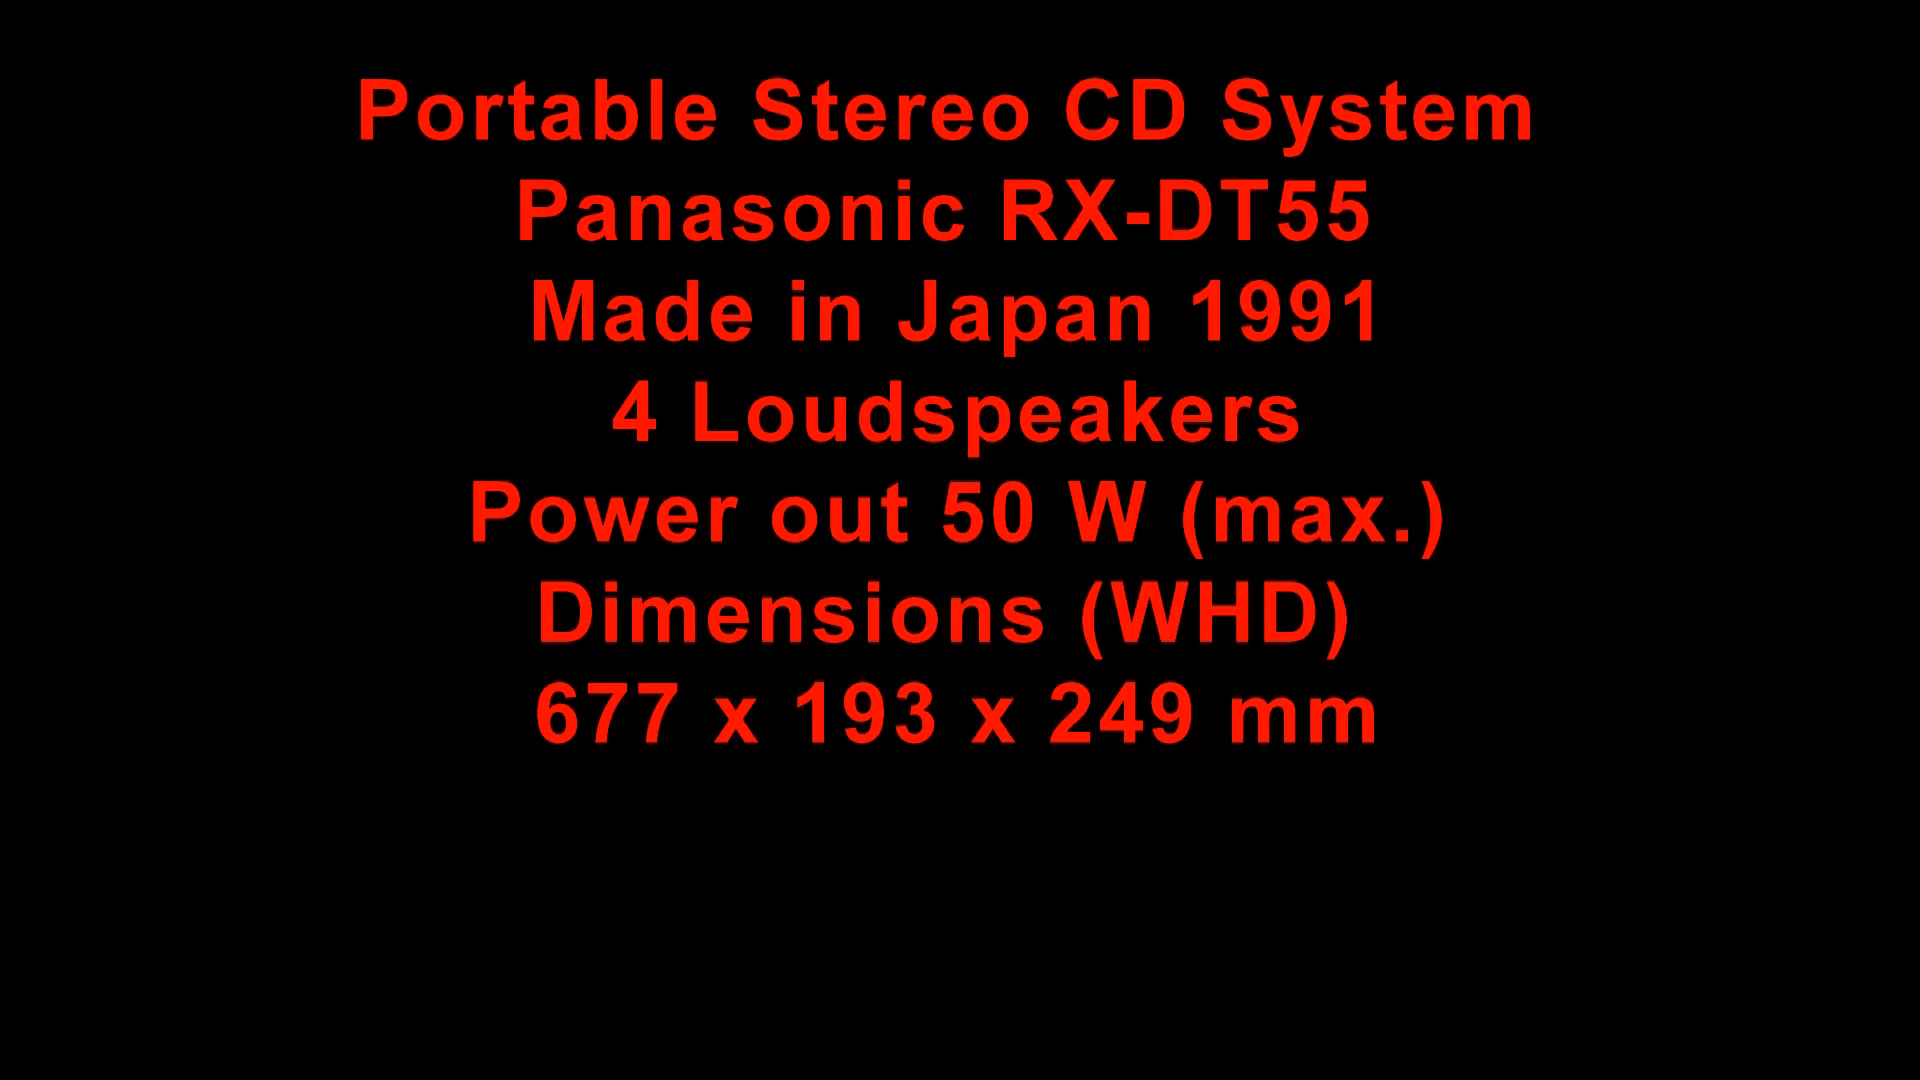 Portable Stereo CD System
Panasonic RX-DT55
Made in Japan 1991
4 Loudspeakers
Power out 50 W (max.)
Dimensions (WHD)
677 x 193 x 249 mm